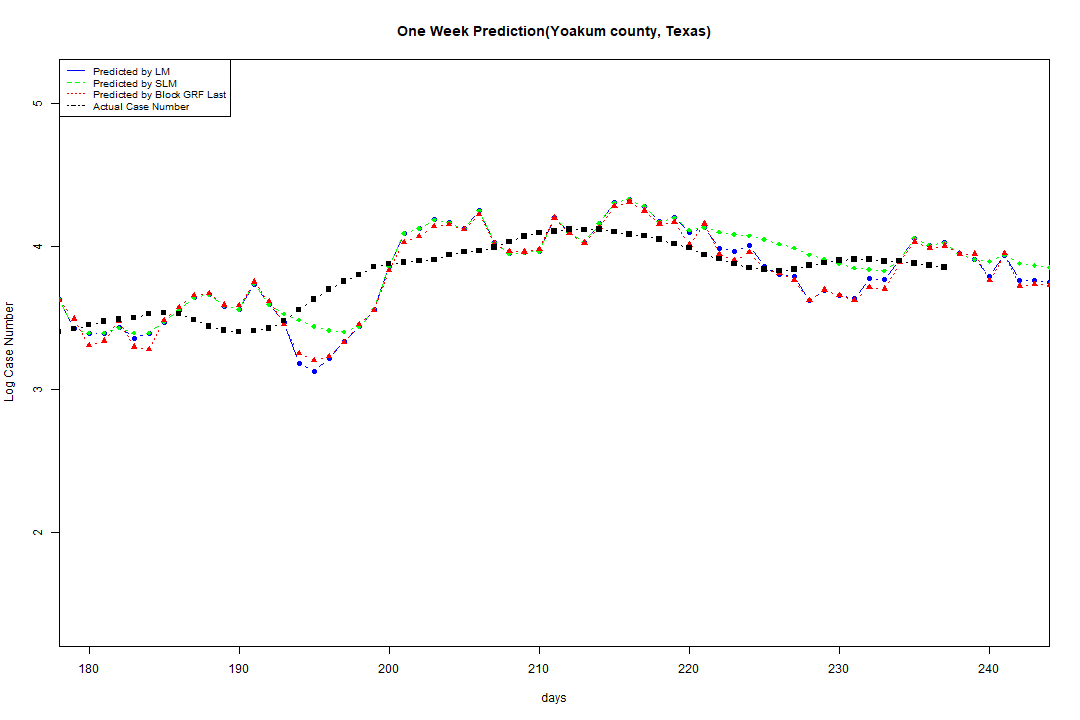 One Week Prediction(Yoakum county, Texas)
Predicted by LM
Predicted by SLM
Predicted by Block GRF Last
Actual Case Number
5
4
3
2
Log Case Number
180 190 200 210 220 230 240
days